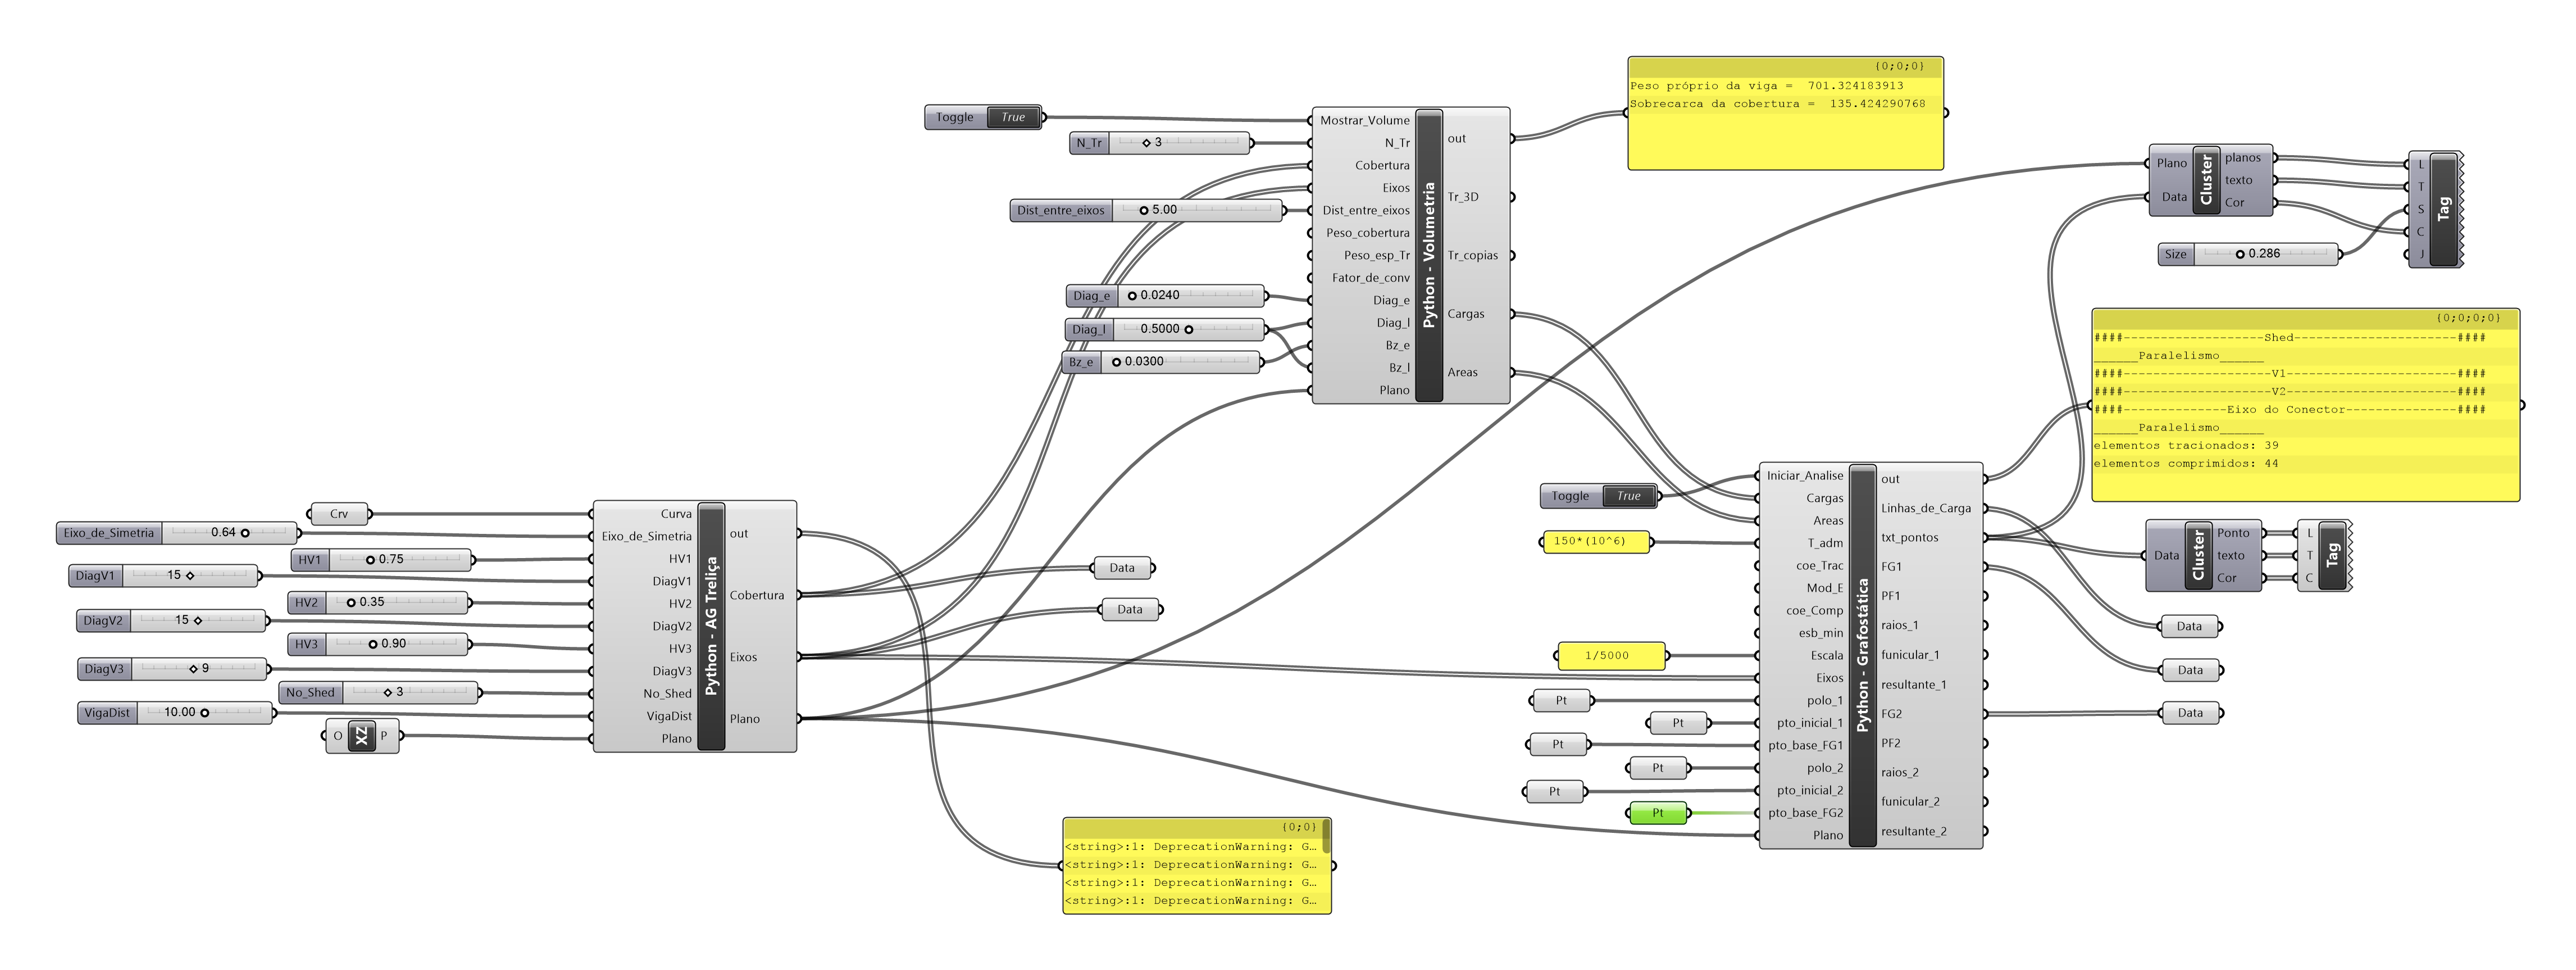 Crv
Eixo_de_Simetria 0.64
HV1 0.75
DiagV1 15
HV2 0.35
DiagV2 15
HV3 0.90
DiagV3 9
No_Shed 3
VigaDist 10.00
O XZ P
Curva
Eixo_de_Simetria
HV1
DiagV1
HV2
DiagV2
HV3
DiagV3
No_Shed
VigaDist
Plano
Python - AG Treliça
out
Cobertura
Eixos
Plano
Data
Data
{0;0}
<string>:1: DeprecationWarning: G…
<string>:1: DeprecationWarning: G…
<string>:1: DeprecationWarning: G…
<string>:1: DeprecationWarning: G…
Toggle True
N_Tr 3
Dist_entre_eixos 5.00
Diag_e 0.0240
Diag_l 0.5000
Bz_e 0.0300
Mostrar_Volume
N_Tr
Cobertura
Eixos
Dist_entre_eixos
Peso_cobertura
Peso_esp_Tr
Fator_de_conv
Diag_e
Diag_l
Bz_e
Bz_l
Plano
Python - Volumetria
out
Tr_3D
Tr_copias
Cargas
Areas
{0;0;0}
Peso próprio da viga =  701.324183913
Sobrecarca da cobertura =  135.424290768
Toggle True
150*(10^6)
1/5000
Pt
Pt
Pt
Pt
Pt
Pt
Iniciar_Analise
Cargas
Areas
T_adm
coe_Trac
Mod_E
coe_Comp
esb_min
Escala
Eixos
polo_1
pto_inicial_1
pto_base_FG1
polo_2
pto_inicial_2
pto_base_FG2
Plano
Python - Grafostática
out
Linhas_de_Carga
txt_pontos
FG1
PF1
raios_1
funicular_1
resultante_1
FG2
PF2
raios_2
funicular_2
resultante_2
Plano
Data
Cluster
planos
texto
Cor
Size 0.286
L
T
S
C
J
Tag
{0;0;0;0}
####-------------------Shed----------------------####
______Paralelismo______
####--------------------V1-----------------------####
####--------------------V2-----------------------####
####--------------Eixo do Conector---------------####
______Paralelismo______
elementos tracionados: 39
elementos comprimidos: 44
Data
Cluster
Ponto
texto
Cor
L
T
C
Tag
Data
Data
Data